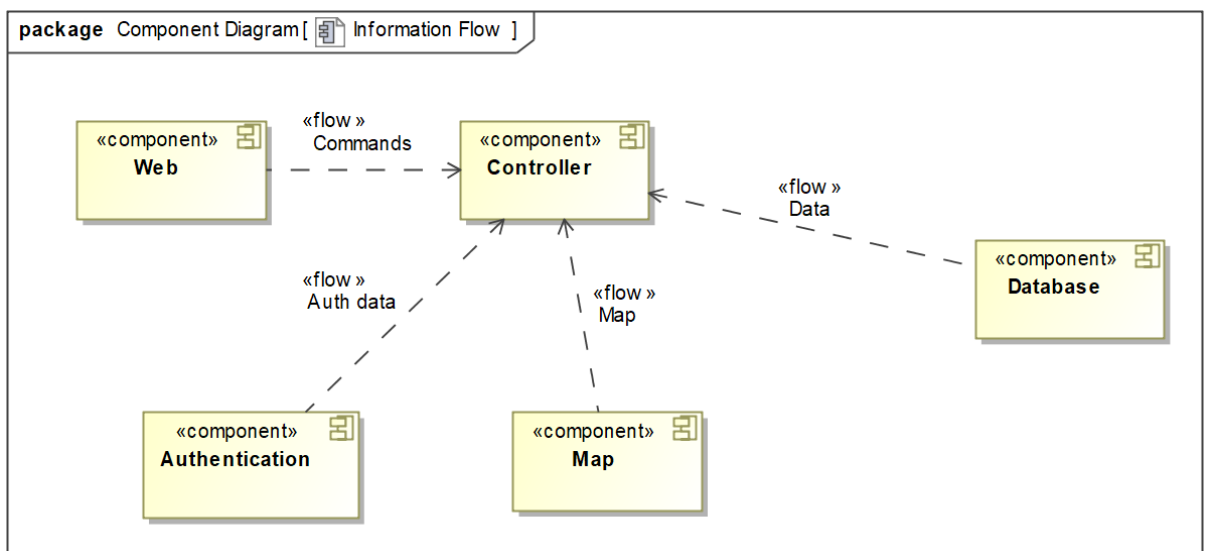 package Component Diagram[ Information Flow ]
«component»
Web
«flow »
Commands
«component»
Controller
«flow »
Data
«component»
Database
«flow »
Auth data
«flow »
Map
«component»
Authentication
«component»
Map